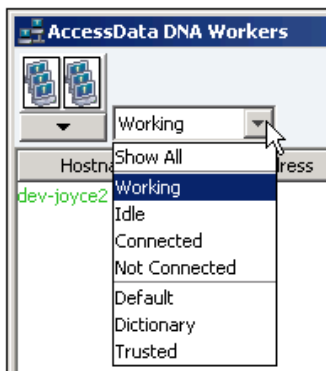 AccessData DNA Workers
Working
Show All
Working
Idle
Connected
Not Connected
Default
Dictionary
Trusted
Hostna ress
dev-joyce2